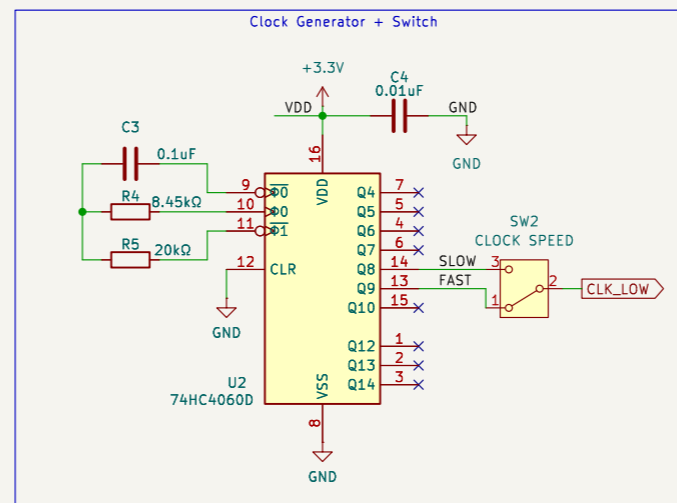 Clock Generator + Switch
+3.3V
C4
0.01uF
VDD
GND
GND
C3
0.1uF
16
VDD
9
Φ0
Q4
7
R4
8.45kΩ
10
Φ0
Q5
5
11
Φ1
Q6
4
R5
20kΩ
Q7
6
SW2
CLOCK SPEED
12
CLR
Q8
14
SLOW
3
Q9
13
FAST
2
CLK_LOW
Q10
15
1
GND
Q12
1
Q13
2
Q14
3
U2
74HC4060D
VSS
8
GND